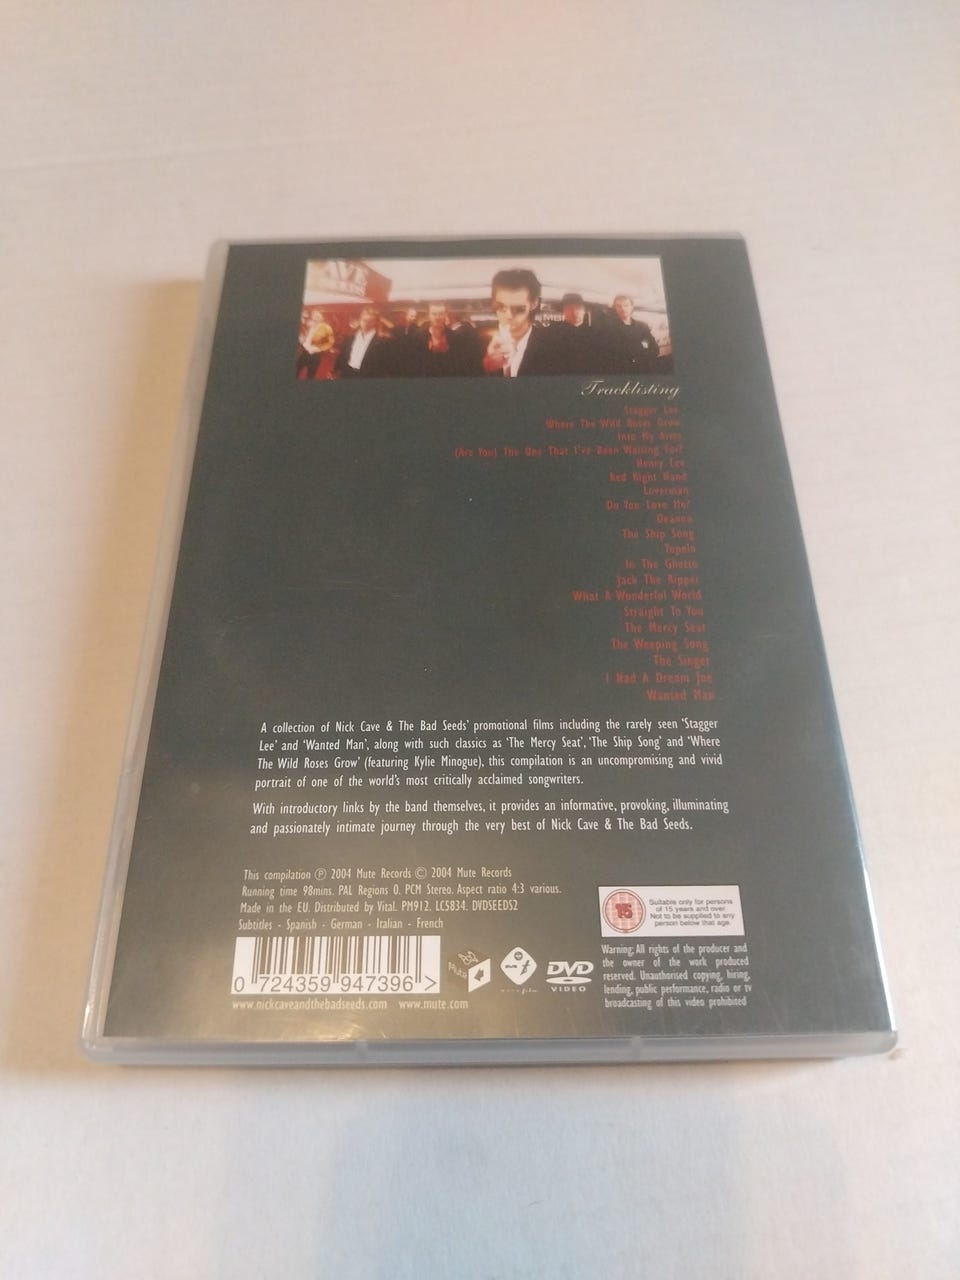 AVE
Tracklisting
Stagger Lee
Where The Wild Roses Grow
Into My Arms
(Are You) The One That I've Been Waiting For?
Henry Lee
Red Right Hand
Loverman
Do You Love Me?
Deanna
The Ship Song
Tupelo
In The Ghetto
Jack The Ripper
What A Wonderful World
Straight To You
The Mercy Seat
The Weeping Song
The Singer
I Had A Dream Joe
Wanted Man
A collection of Nick Cave & The Bad Seeds' promotional films including the rarely seen 'Stagger
Lee' and 'Wanted Man', along with such classics as 'The Mercy Seat', 'The Ship Song' and 'Where
The Wild Roses Grow' (featuring Kylie Minogue), this compilation is an uncompromising and vivid
portrait of one of the world's most critically acclaimed songwriters.
With introductory links by the band themselves, it provides an informative, provoking, illuminating
and passionately intimate journey through the very best of Nick Cave & The Bad Seeds.
This compilation ℗ 2004 Mute Records © 2004 Mute Records
Running time 98mins. PAL Regions 0. PCM Stereo. Aspect ratio 4:3 various.
Made in the EU. Distributed by Vital. PM912. LC5834. DVDSEEDS2
Subtitles - Spanish - German - Italian - French
0 724359 947396 >
www.nickcaveandthebadseeds.com www.mute.com
Mute
DVD
VIDEO
15
Suitable only for persons
of 15 years and over.
Not to be supplied to any
person below that age.
Warning: All rights of the producer and
the owner of the work produced
reserved. Unauthorised copying, hiring,
lending, public performance, radio or tv
broadcasting of this video prohibited